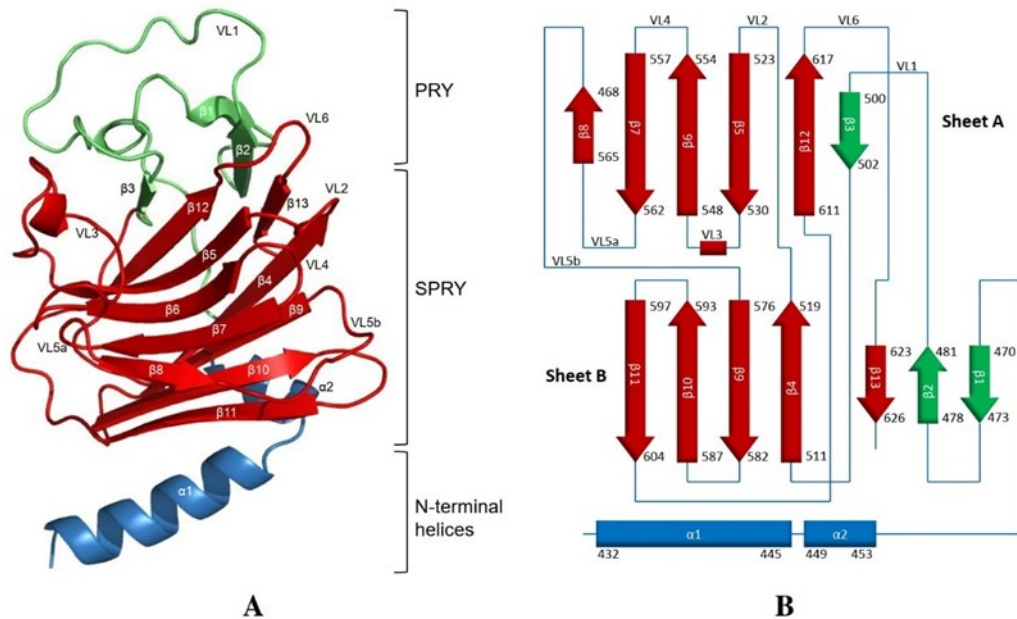 VL1
PRY
β1
VL6
β2
β3
VL2
β12
β13
VL3
β5
β4
VL4
SPRY
β6
β9
β7
VL5b
VL5a
β8
β10
α2
β11
α1
N-terminal
helices
A
VL4 VL2 VL6
557 554 523 617 VL1
468 500
Sheet A
β8 β7 β6 β5 β12 β3
565 502
562 548 530 611
VL3
VL5a
VL5b
597 593 576 519
623 481 470
Sheet B
β11 β10 β9 β4 β13 β2 β1
626 478 473
604 587 582 511
α1 α2
432 445 449 453
B